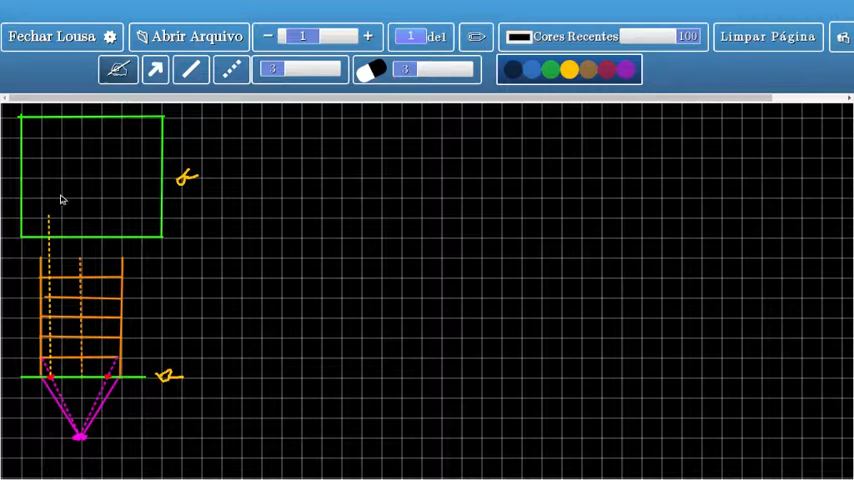 Fechar Lousa Abrir Arquivo − 1 + 1 de1 Cores Recentes 100 Limpar Página
3 3